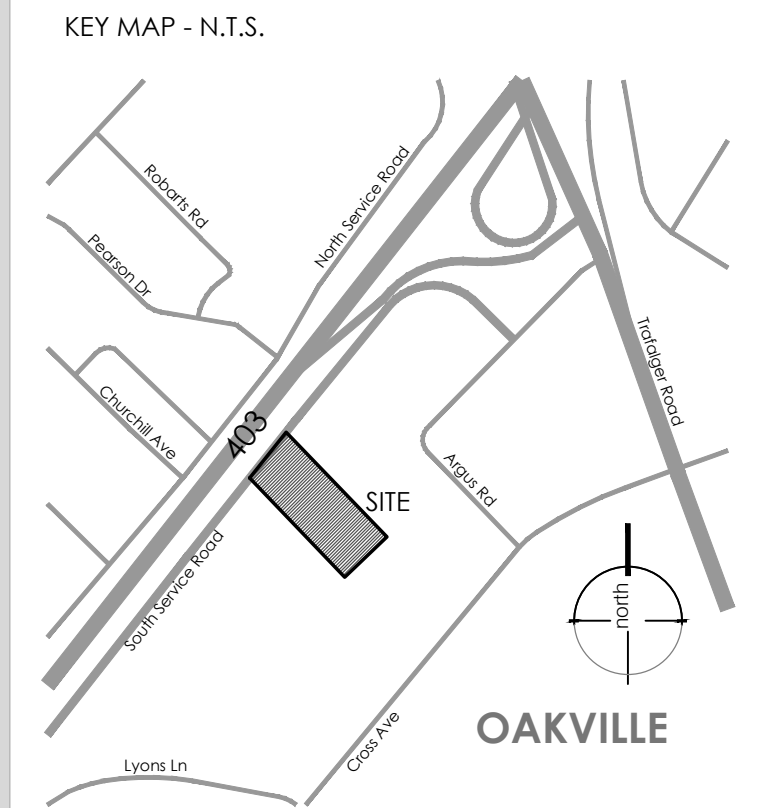 KEY MAP - N.T.S.
Robarts Rd
North Service Road
Pearson Dr
Trafalger Road
Churchill Ave
403
Argus Rd
SITE
South Service Road
north
OAKVILLE
Cross Ave
Lyons Ln